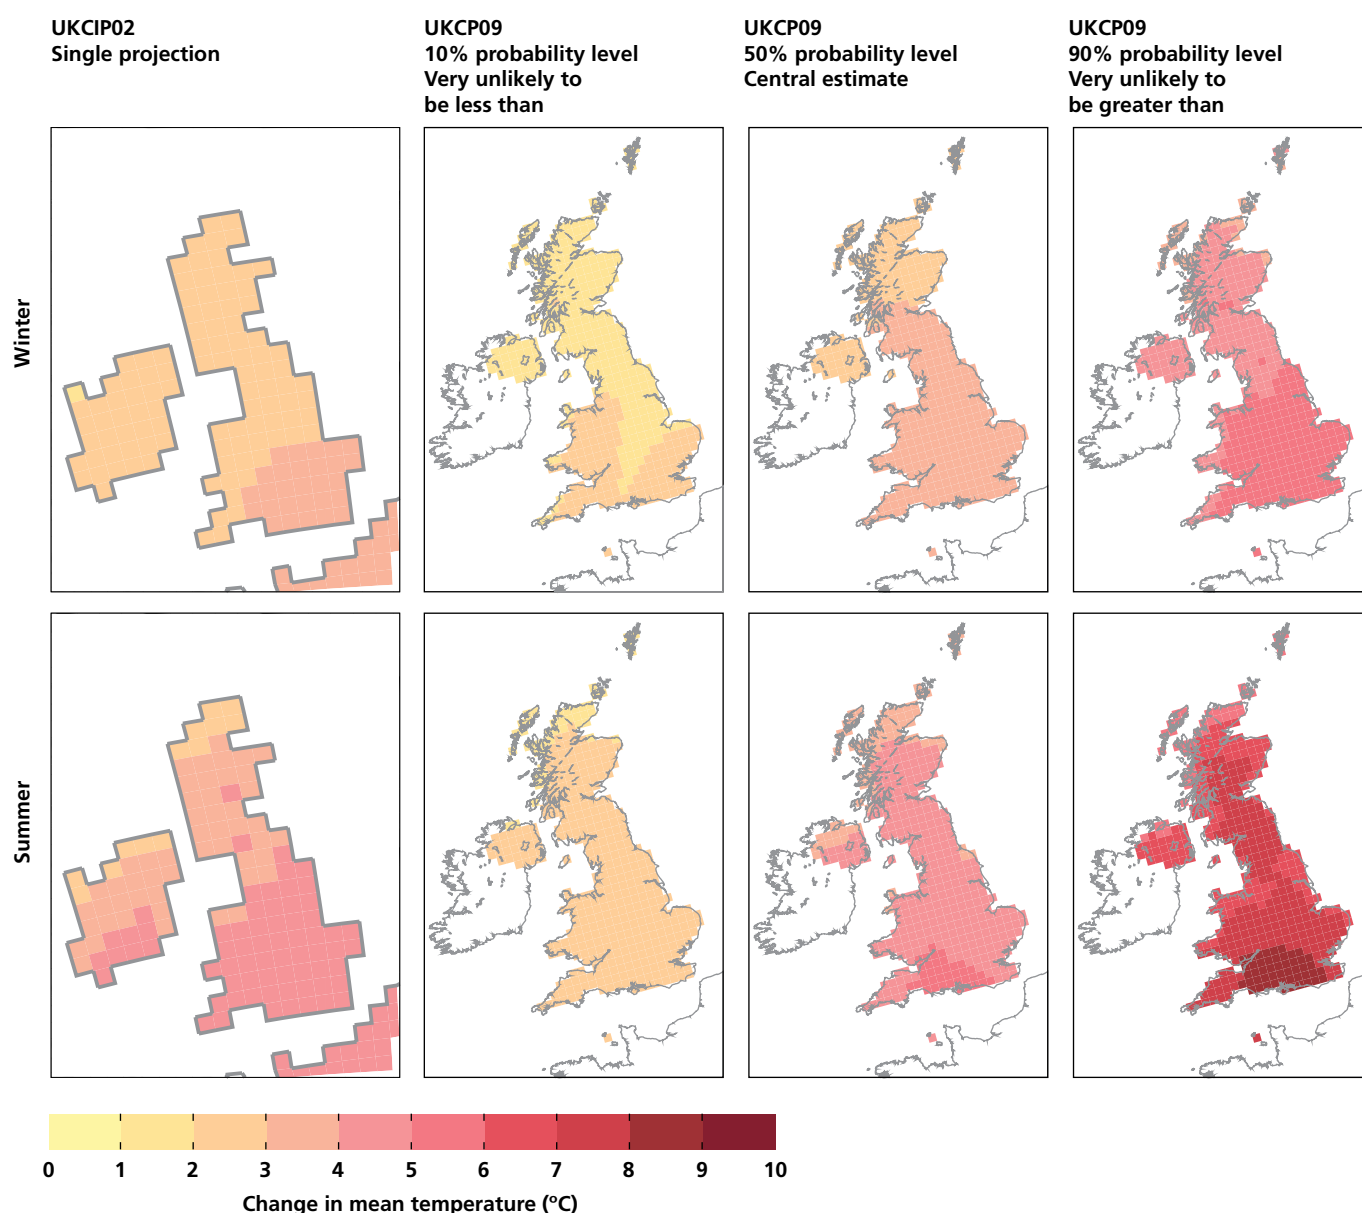 UKCIP02
Single projection
UKCP09
10% probability level
Very unlikely to
be less than
UKCP09
50% probability level
Central estimate
UKCP09
90% probability level
Very unlikely to
be greater than
Winter
Summer
0 1 2 3 4 5 6 7 8 9 10
Change in mean temperature (ºC)